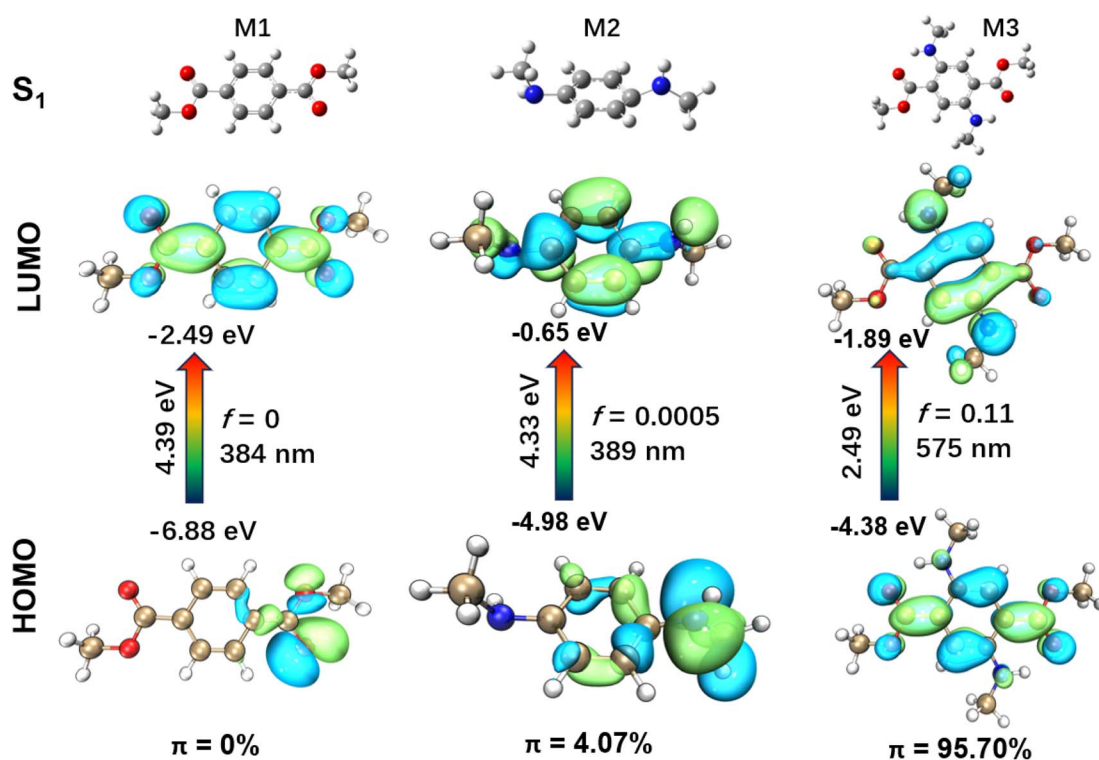 M1 M2 M3
S₁
LUMO
-2.49 eV -0.65 eV -1.89 eV
4.39 eV
f = 0
384 nm
4.33 eV
f = 0.0005
389 nm
2.49 eV
f = 0.11
575 nm
-6.88 eV -4.98 eV -4.38 eV
HOMO
π = 0% π = 4.07% π = 95.70%